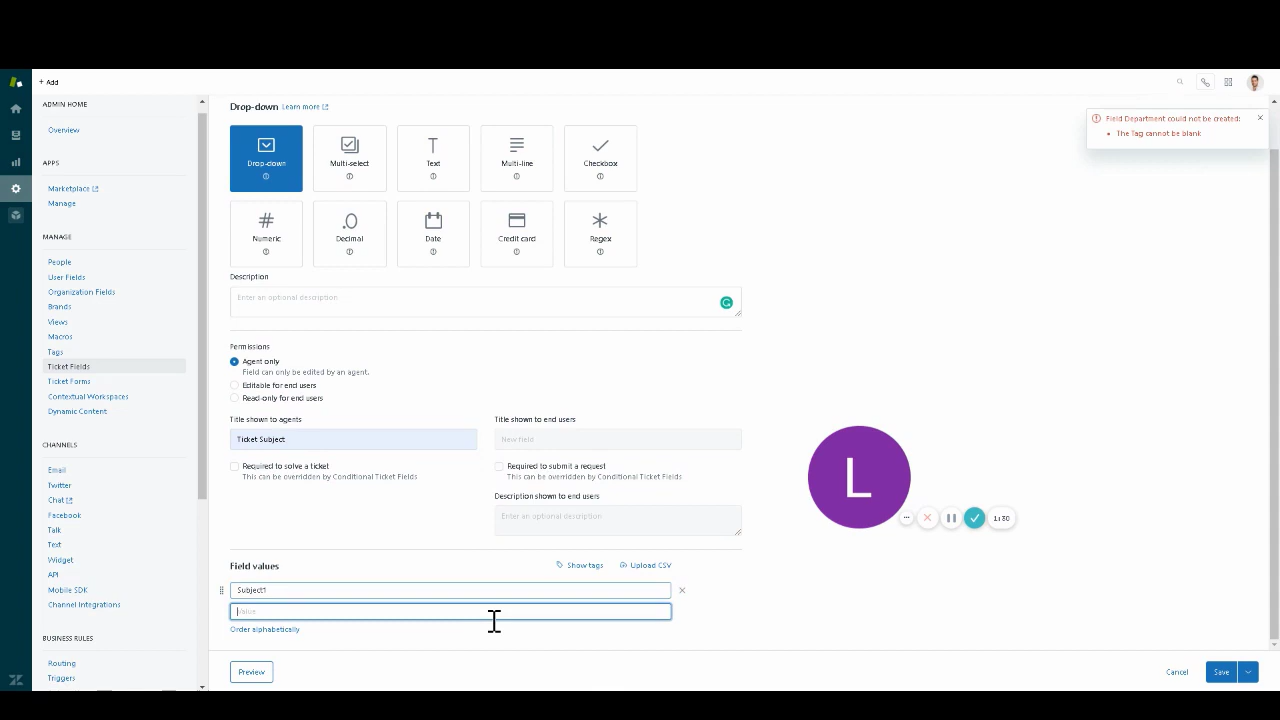 + Add
ADMIN HOME
Overview
APPS
Marketplace
Manage
MANAGE
People
User Fields
Organization Fields
Brands
Views
Macros
Tags
Ticket Fields
Ticket Forms
Contextual Workspaces
Dynamic Content
CHANNELS
Email
Twitter
Chat
Facebook
Talk
Text
Widget
API
Mobile SDK
Channel Integrations
BUSINESS RULES
Routing
Triggers
Drop-down Learn more
Drop-down Multi-select Text Multi-line Checkbox
Numeric Decimal Date Credit card Regex
Description
Enter an optional description
Permissions
Agent only
Field can only be edited by an agent.
Editable for end users
Read-only for end users
Title shown to agents Title shown to end users
Ticket Subject New field
Required to solve a ticket Required to submit a request
This can be overridden by Conditional Ticket Fields This can be overridden by Conditional Ticket Fields
Description shown to end users
Enter an optional description
Field values Show tags Upload CSV
Subject1
Value
Order alphabetically
Preview Cancel Save
Field Department could not be created:
The Tag cannot be blank
L
1:30